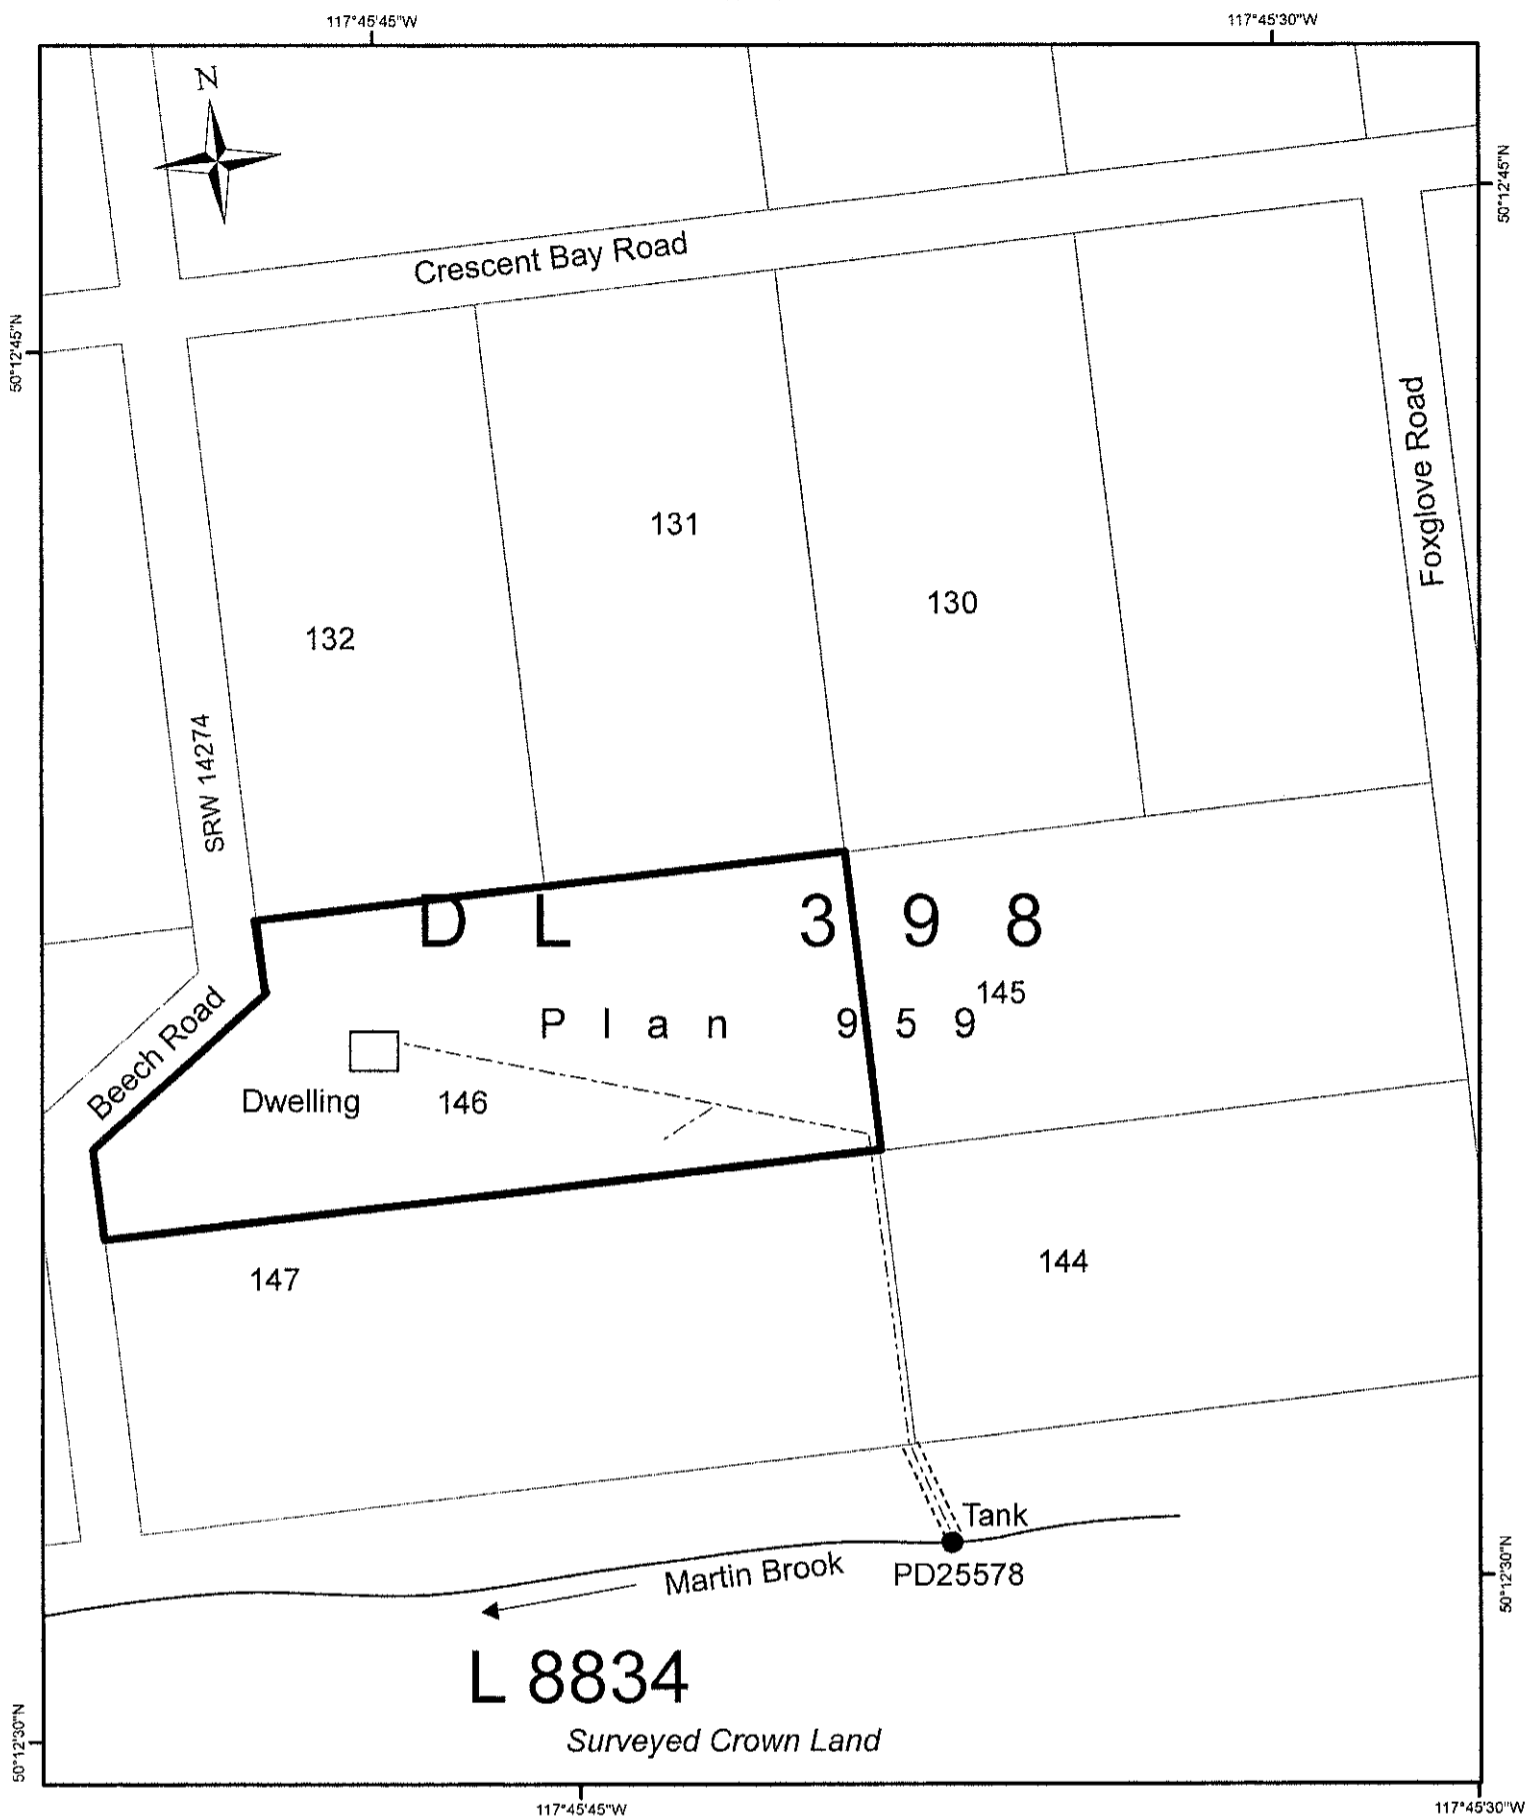 117°45'45"W
117°45'30"W
N
50°12'45"N
Crescent Bay Road
50°12'45"N
Foxglove Road
131
130
132
SRW 14274
D L 3 9 8
145
Plan 959
Beech Road
Dwelling
146
147
144
Tank
Martin Brook
PD25578
50°12'30"N
L 8834
Surveyed Crown Land
50°12'30"N
117°45'45"W
117°45'30"W